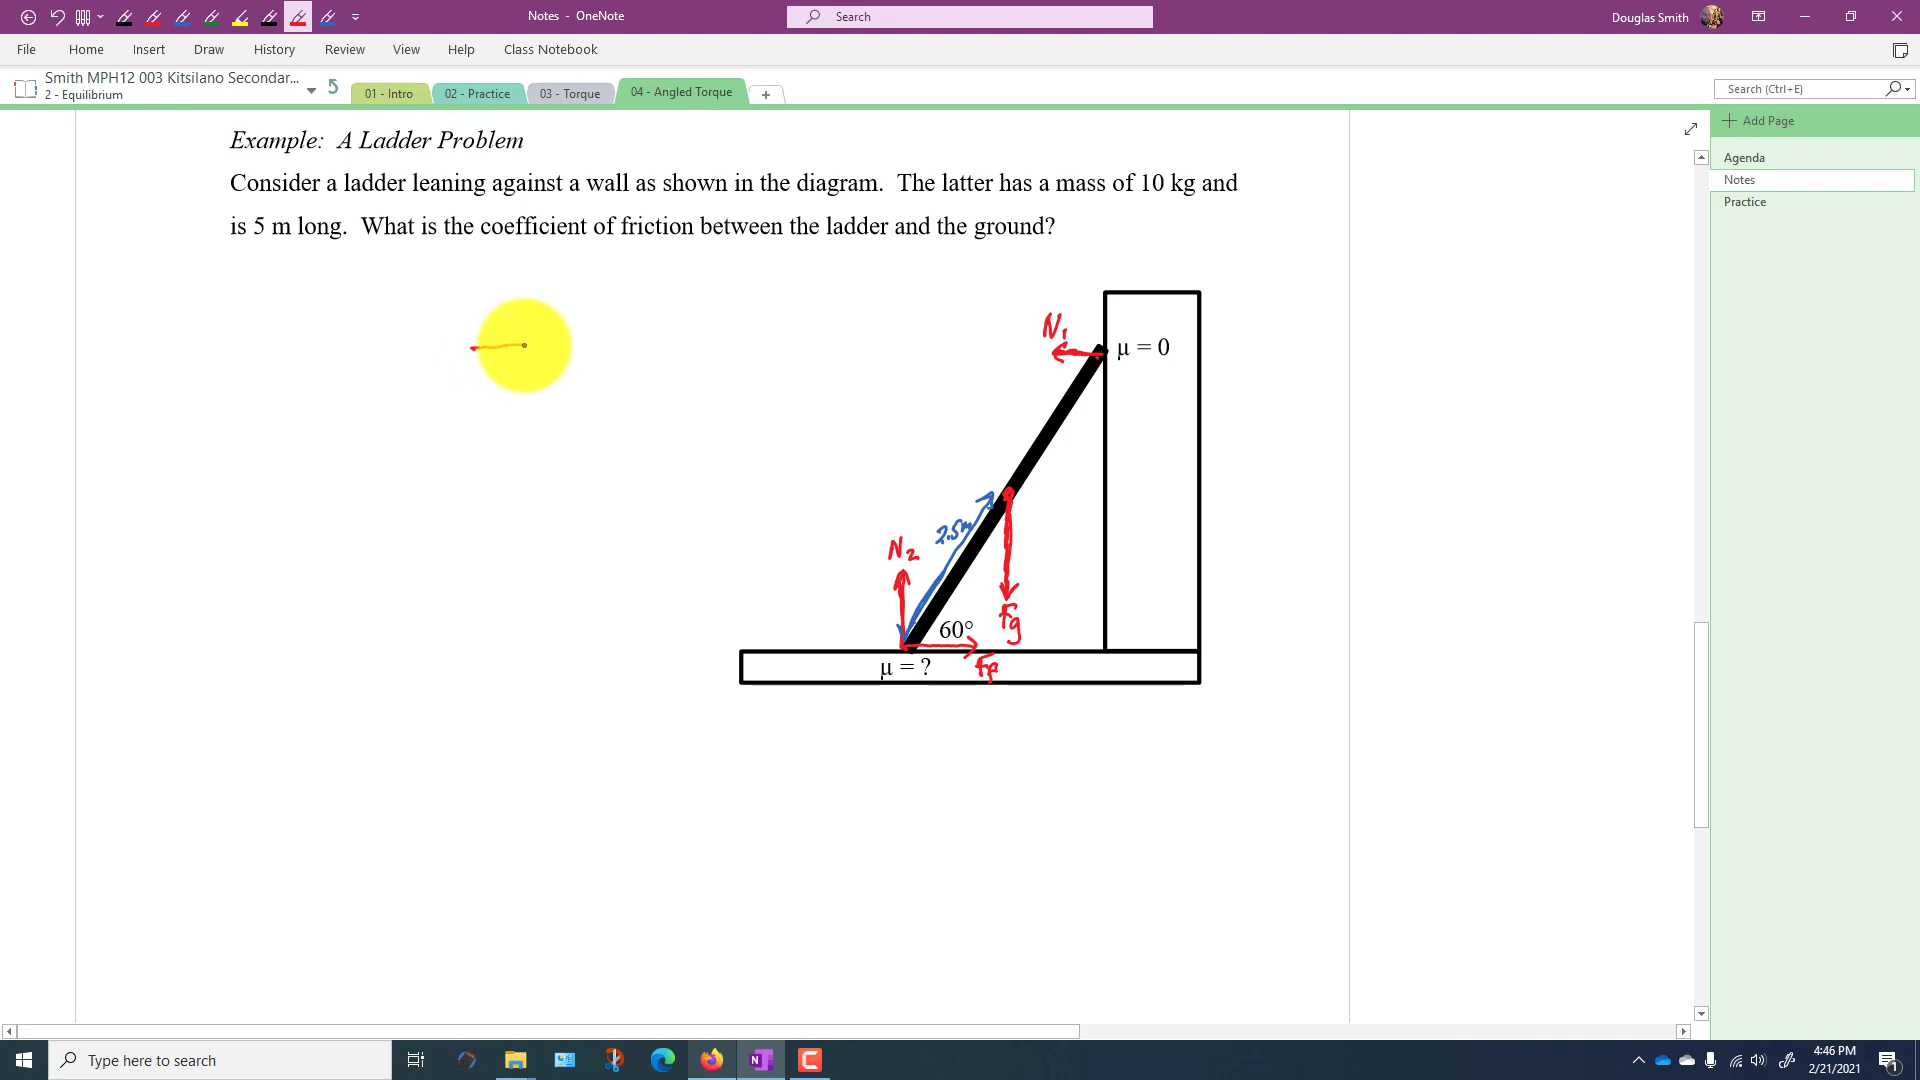 Notes - OneNote
Search
Douglas Smith
File Home Insert Draw History Review View Help Class Notebook
Smith MPH12 003 Kitsilano Secondar...
2 - Equilibrium
01 - Intro
02 - Practice
03 - Torque
04 - Angled Torque
Search (Ctrl+E)
Add Page
Agenda
Notes
Practice
Example: A Ladder Problem
Consider a ladder leaning against a wall as shown in the diagram. The latter has a mass of 10 kg and
is 5 m long. What is the coefficient of friction between the ladder and the ground?
N₁
μ = 0
2.5m
N₂
60°
Fg
μ = ?
Ff
Type here to search
4:46 PM
2/21/2021
1